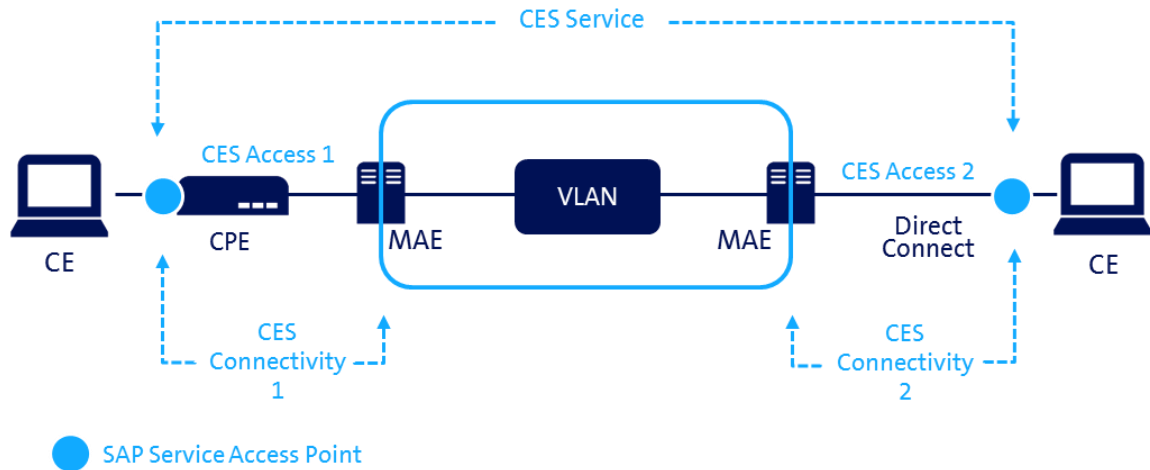 CES Service
CES Access 1
CES Access 2
VLAN
CPE
MAE
MAE
Direct
Connect
CE
CE
CES
Connectivity
1
CES
Connectivity
2
SAP Service Access Point